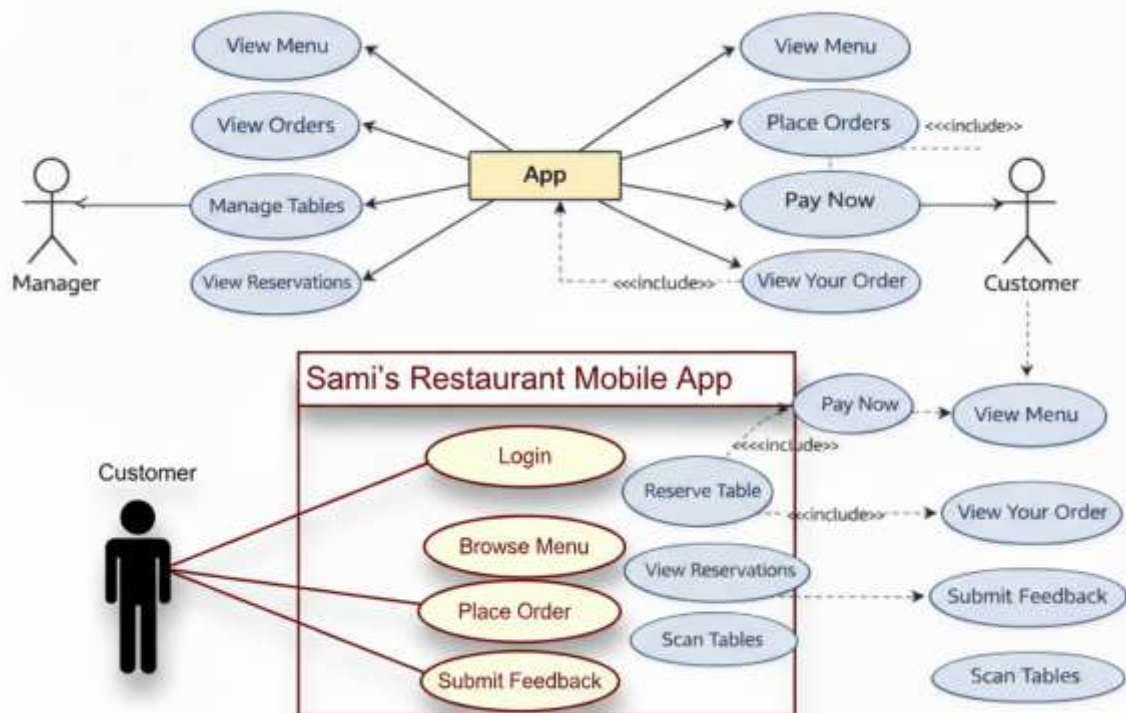 View Menu
View Menu
View Orders
Place Orders
<<<include>>
App
Manage Tables
Pay Now
Manager
View Reservations
<<<include>>
View Your Order
Customer
Sami's Restaurant Mobile App
Pay Now
View Menu
<<<<include>>
Customer
Login
Reserve Table
<<<include>>
View Your Order
Browse Menu
View Reservations
Place Order
Submit Feedback
Scan Tables
Submit Feedback
Scan Tables